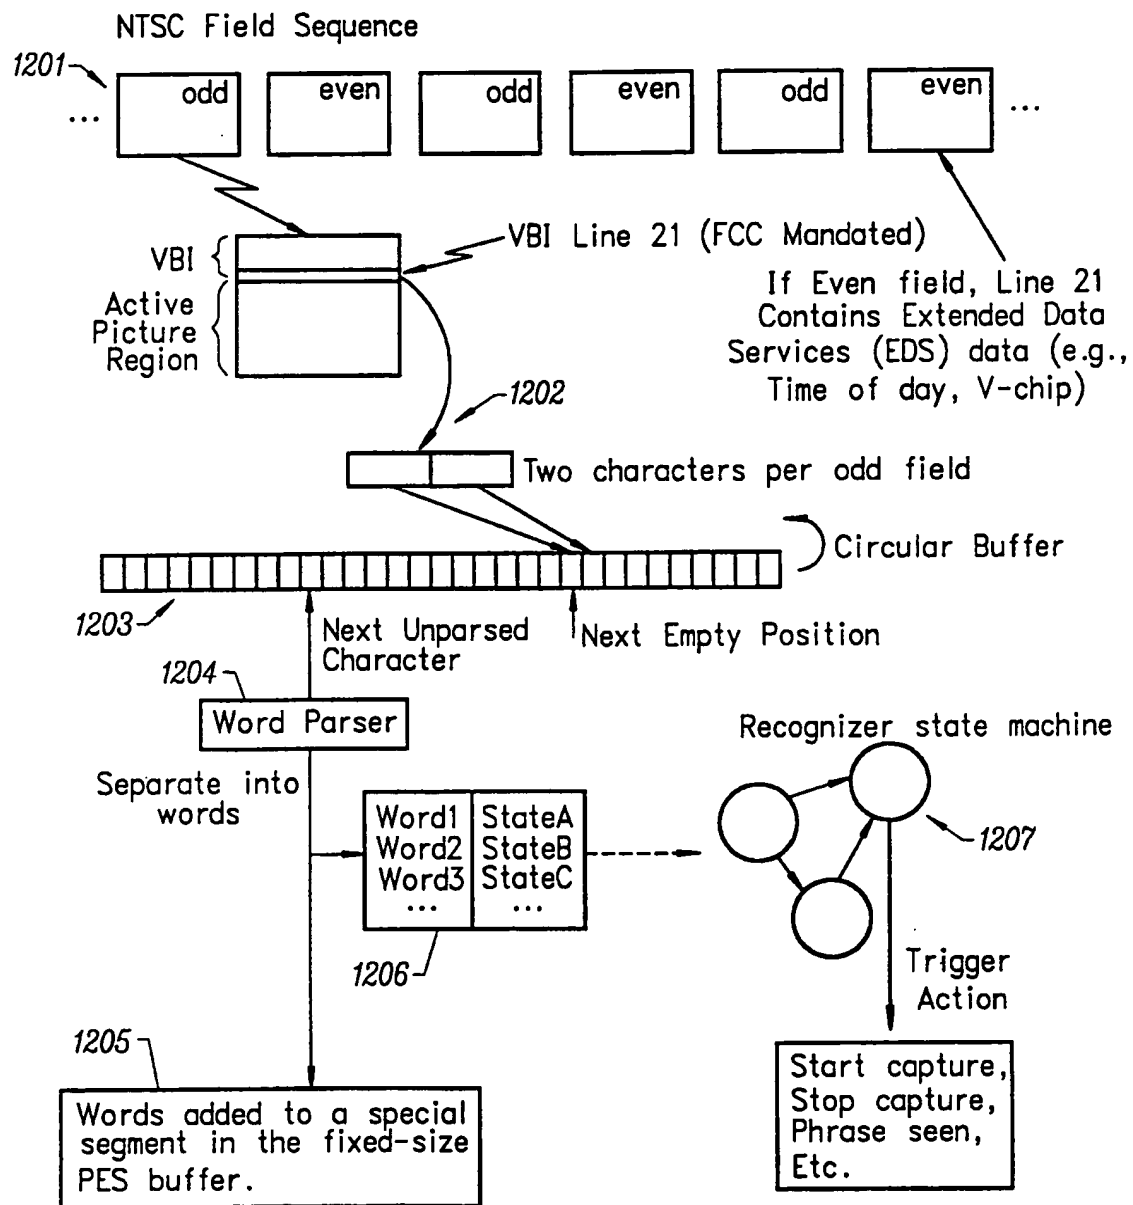 NTSC Field Sequence
1201
... odd even odd even odd even ...
VBI
VBI Line 21 (FCC Mandated)
Active
Picture
Region
If Even field, Line 21
Contains Extended Data
Services (EDS) data (e.g.,
Time of day, V-chip)
1202
Two characters per odd field
Circular Buffer
1203
Next Unparsed
Character
Next Empty Position
1204
Word Parser
Separate into
words
Recognizer state machine
Word1 StateA
Word2 StateB
Word3 StateC
... ...
1206
1207
Trigger
Action
1205
Words added to a special
segment in the fixed-size
PES buffer.
Start capture,
Stop capture,
Phrase seen,
Etc.